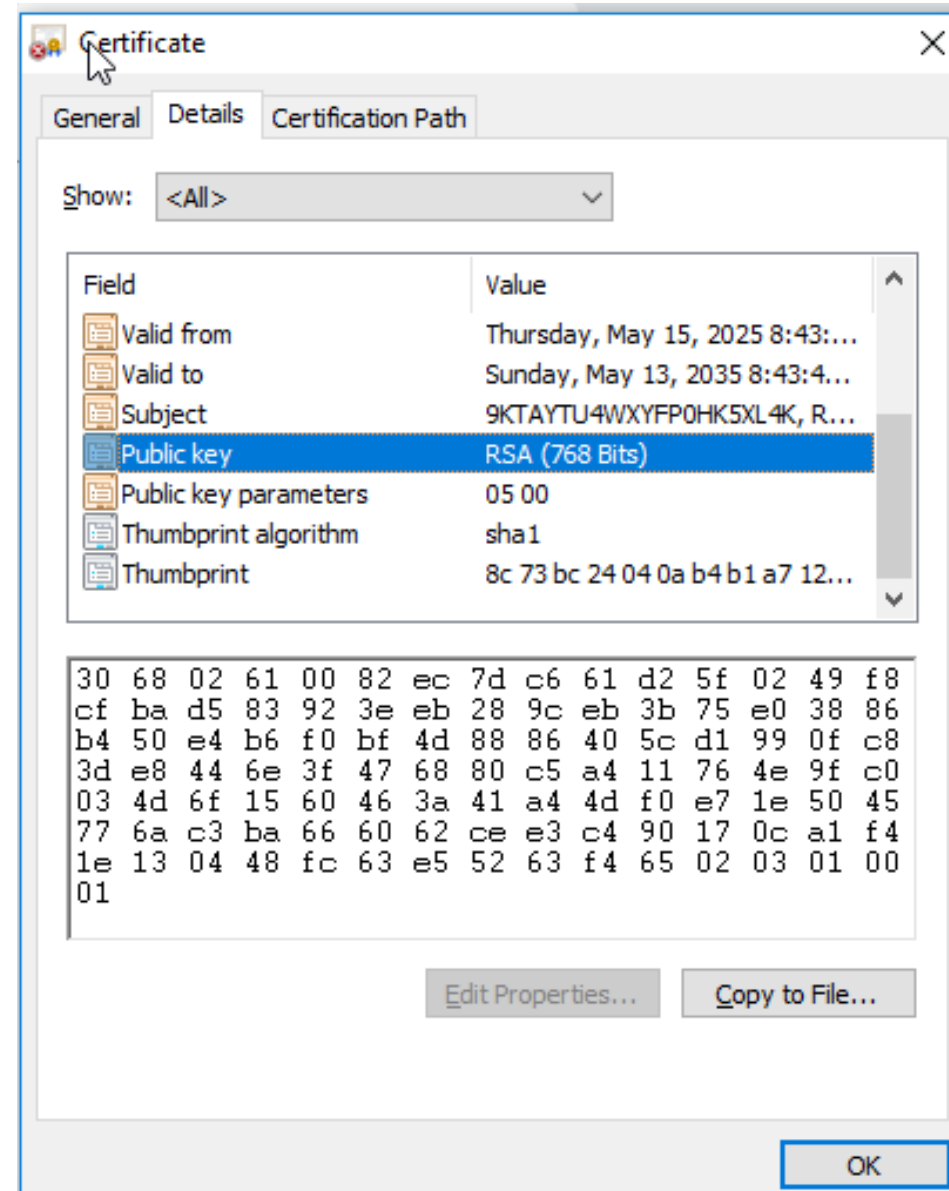 Certificate
General Details Certification Path
Show: <All>
Field Value
Valid from Thursday, May 15, 2025 8:43:...
Valid to Sunday, May 13, 2035 8:43:4...
Subject 9KTAYTU4WXYFP0HK5XL4K, R...
Public key RSA (768 Bits)
Public key parameters 05 00
Thumbprint algorithm sha1
Thumbprint 8c 73 bc 24 04 0a b4 b1 a7 12...
30 68 02 61 00 82 ec 7d c6 61 d2 5f 02 49 f8
cf ba d5 83 92 3e eb 28 9c eb 3b 75 e0 38 86
b4 50 e4 b6 f0 bf 4d 88 86 40 5c d1 99 0f c8
3d e8 44 6e 3f 47 68 80 c5 a4 11 76 4e 9f c0
03 4d 6f 15 60 46 3a 41 a4 4d f0 e7 1e 50 45
77 6a c3 ba 66 60 62 ce e3 c4 90 17 0c a1 f4
1e 13 04 48 fc 63 e5 52 63 f4 65 02 03 01 00
01
Edit Properties... Copy to File...
OK